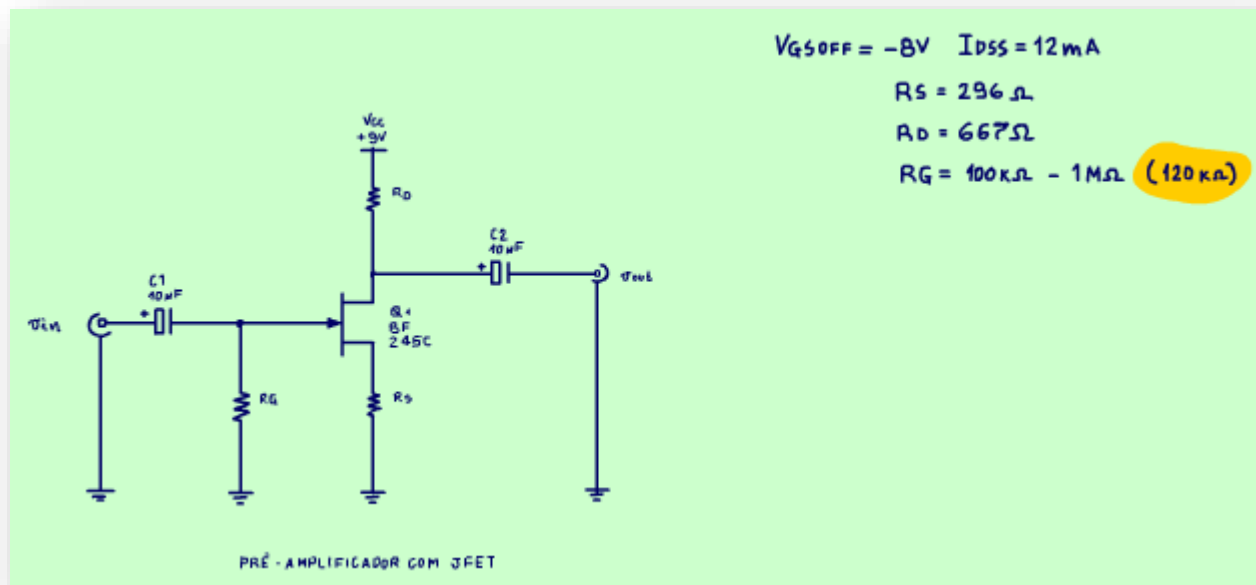 VGSOFF = -8V IDSS = 12mA
RS = 296 Ω
RD = 667Ω
RG = 100KΩ - 1MΩ (120KΩ)
Vcc
+9V
RD
C2
10µF
+
vout
C1
10µF
+
vin
Q1
BF
245C
RG
RS
PRÉ-AMPLIFICADOR COM JFET